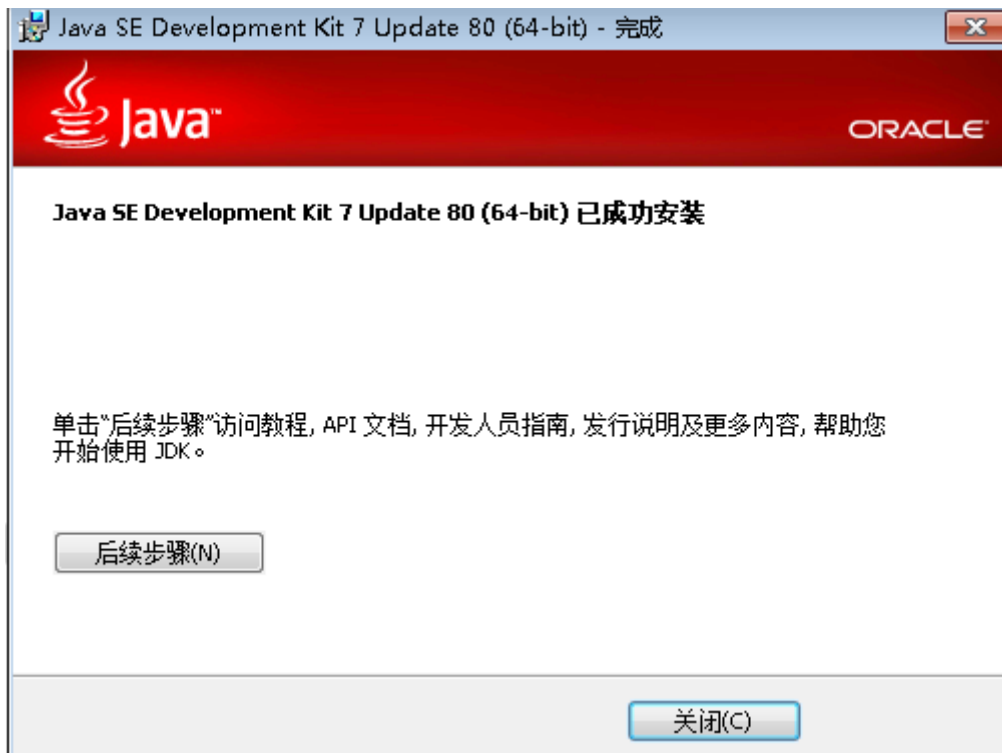 Java SE Development Kit 7 Update 80 (64-bit) - 完成
Java™
ORACLE®
Java SE Development Kit 7 Update 80 (64-bit) 已成功安装
单击“后续步骤”访问教程, API 文档, 开发人员指南, 发行说明及更多内容, 帮助您
开始使用 JDK。
后续步骤(N)
关闭(C)